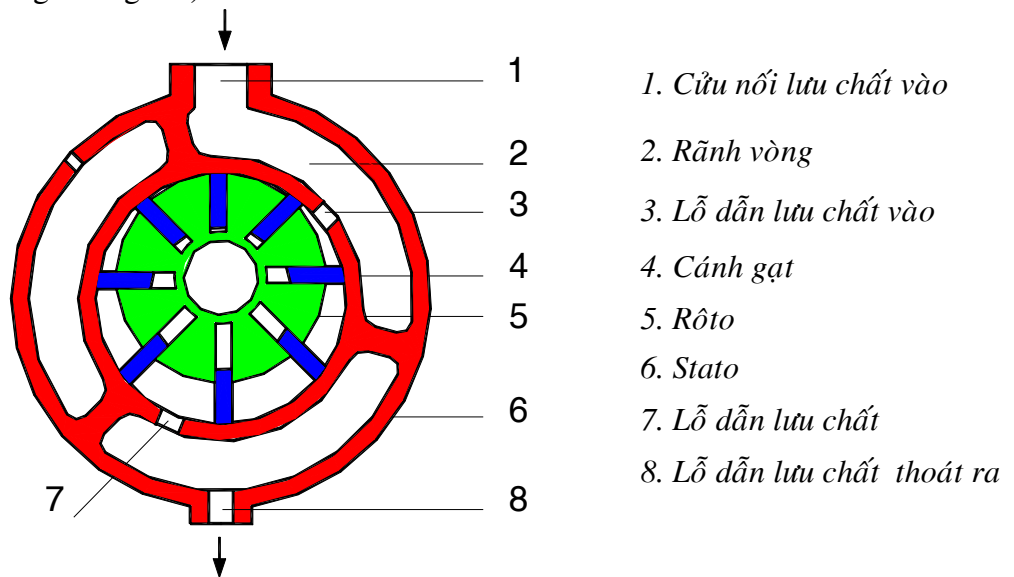 1
2
3
4
5
6
7
8
1. Cửu nối lưu chất vào
2. Rãnh vòng
3. Lỗ dẫn lưu chất vào
4. Cánh gạt
5. Rôto
6. Stato
7. Lỗ dẫn lưu chất
8. Lỗ dẫn lưu chất thoát ra